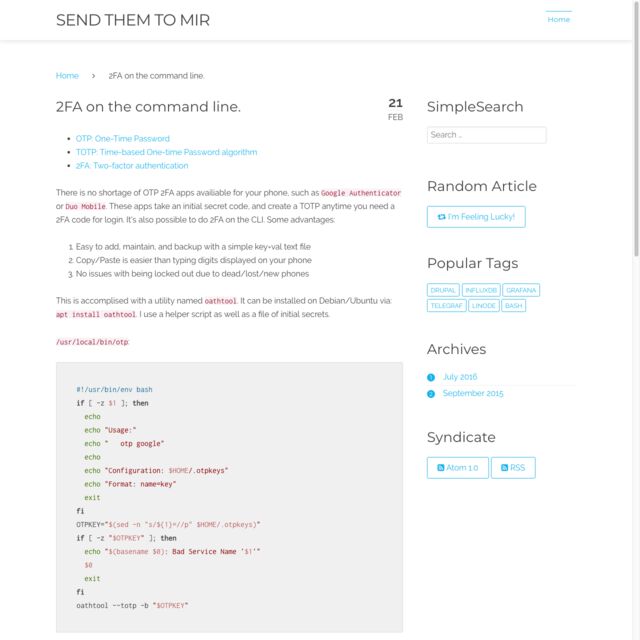 SEND THEM TO MIR
Home
Home › 2FA on the command line.
2FA on the command line.
21
FEB
OTP: One-Time Password
TOTP: Time-based One-time Password algorithm
2FA: Two-factor authentication
There is no shortage of OTP 2FA apps availiable for your phone, such as Google Authenticator
or Duo Mobile. These apps take an initial secret code, and create a TOTP anytime you need a
2FA code for login. It's also possible to do 2FA on the CLI. Some advantages:
1. Easy to add, maintain, and backup with a simple key=val text file
2. Copy/Paste is easier than typing digits displayed on your phone
3. No issues with being locked out due to dead/lost/new phones
This is accomplished with a utility named oathtool. It can be installed on Debian/Ubuntu via:
apt install oathtool. I use a helper script as well as a file of initial secrets.
/usr/local/bin/otp:
#!/usr/bin/env bash
if [ -z $1 ]; then
echo
echo "Usage:"
echo "   otp google"
echo
echo "Configuration: $HOME/.otpkeys"
echo "Format: name=key"
exit
fi
OTPKEY="$(sed -n "s/${1}=//p" $HOME/.otpkeys)"
if [ -z "$OTPKEY" ]; then
echo "$(basename $0): Bad Service Name '$1'"
$0
exit
fi
oathtool --totp -b "$OTPKEY"
SimpleSearch
Search ..
Random Article
I'm Feeling Lucky!
Popular Tags
DRUPAL INFLUXDB GRAFANA
TELEGRAF LINODE BASH
Archives
1 July 2016
2 September 2015
Syndicate
Atom 1.0 RSS